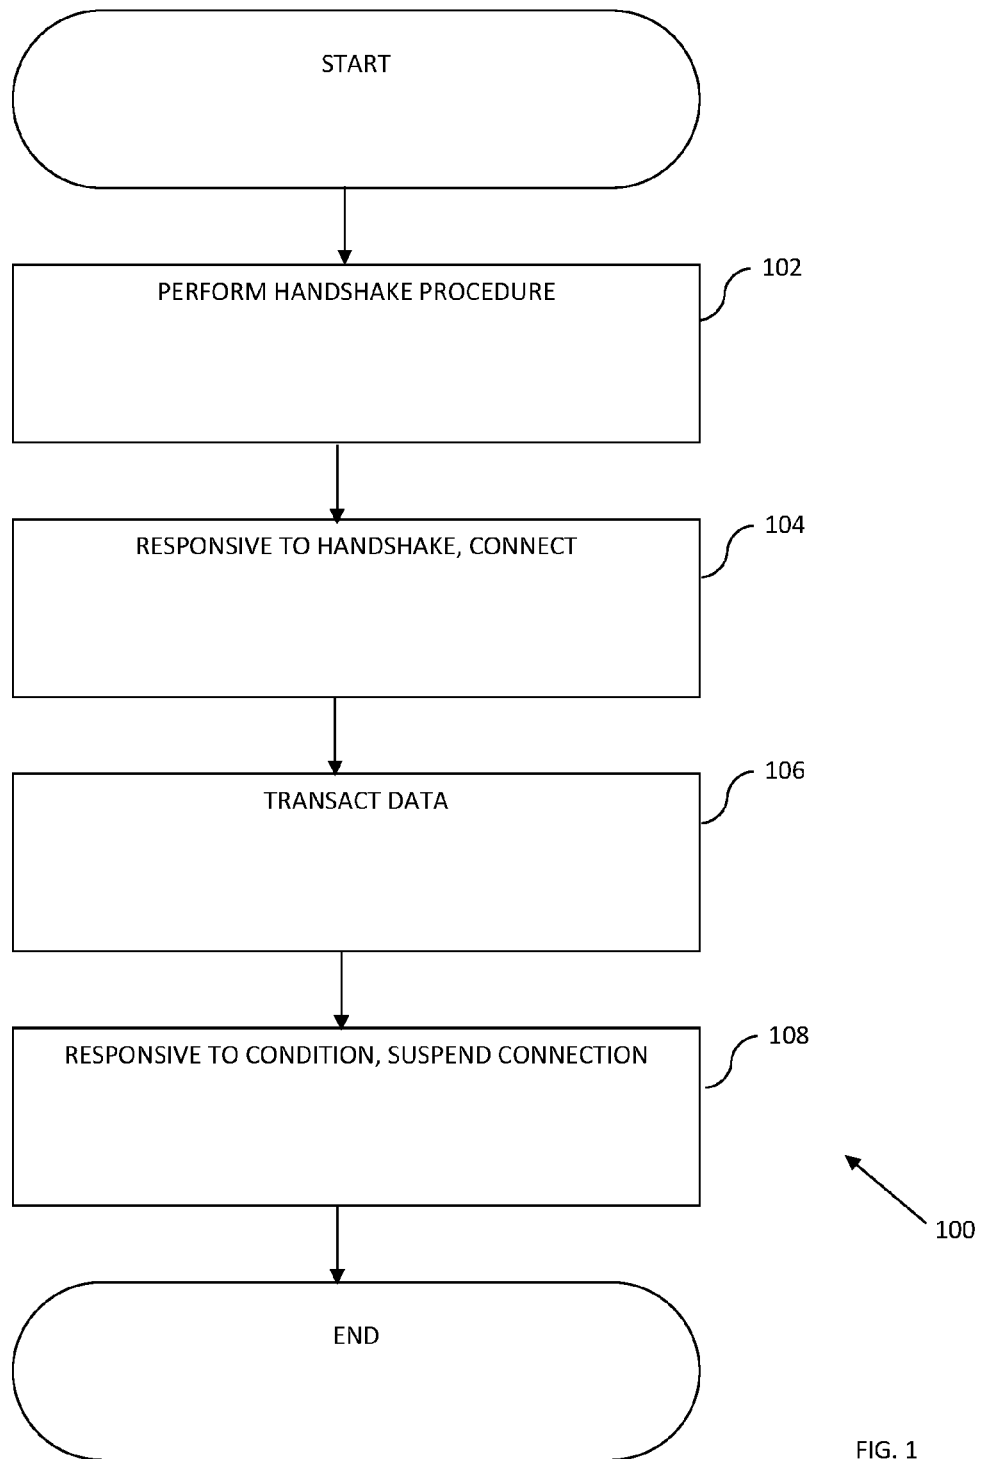 START
102
PERFORM HANDSHAKE PROCEDURE
104
RESPONSIVE TO HANDSHAKE, CONNECT
106
TRANSACT DATA
108
RESPONSIVE TO CONDITION, SUSPEND CONNECTION
100
END
FIG. 1